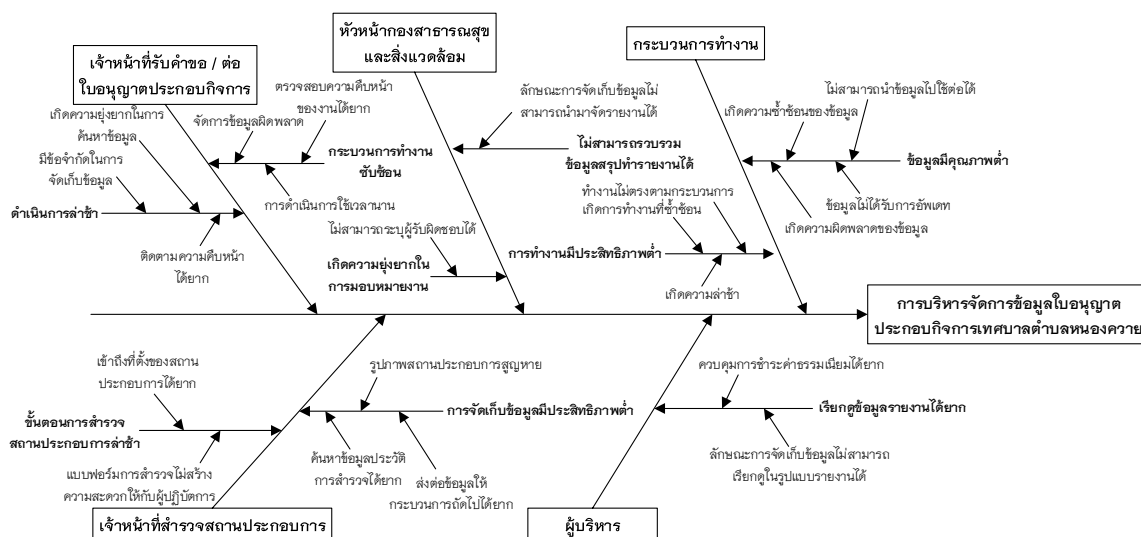 หัวหน้ากองสาธารณสุข
และสิ่งแวดล้อม
กระบวนการทำงาน
เจ้าหน้าที่รับคำขอ / ต่อ
ใบอนุญาตประกอบกิจการ
ตรวจสอบความคืบหน้า
ของงานได้ยาก
ลักษณะการจัดเก็บข้อมูลไม่
สามารถนำมาจัดรายงานได้
ไม่สามารถนำข้อมูลไปใช้ต่อได้
เกิดความซ้ำซ้อนของข้อมูล
เกิดความยุ่งยากในการ
ค้นหาข้อมูล
จัดการข้อมูลผิดพลาด
มีข้อจำกัดในการ
จัดเก็บข้อมูล
กระบวนการทำงาน
ซับซ้อน
ไม่สามารถรวบรวม
ข้อมูลสรุปทำรายงานได้
ข้อมูลมีคุณภาพต่ำ
ดำเนินการล่าช้า
การดำเนินการใช้เวลานาน
ทำงานไม่ตรงตามกระบวนการ
เกิดการทำงานที่ซ้ำซ้อน
ข้อมูลไม่ได้รับการอัพเดท
เกิดความผิดพลาดของข้อมูล
ไม่สามารถระบุผู้รับผิดชอบได้
ติดตามความคืบหน้า
ได้ยาก
เกิดความยุ่งยากใน
การมอบหมายงาน
การทำงานมีประสิทธิภาพต่ำ
เกิดความล่าช้า
การบริหารจัดการข้อมูลใบอนุญาต
ประกอบกิจการเทศบาลตำบลหนองควาย
เข้าถึงที่ตั้งของสถาน
ประกอบการได้ยาก
รูปภาพสถานประกอบการสูญหาย
ควบคุมการชำระค่าธรรมเนียมได้ยาก
ขั้นตอนการสำรวจ
สถานประกอบการล่าช้า
การจัดเก็บข้อมูลมีประสิทธิภาพต่ำ
เรียกดูข้อมูลรายงานได้ยาก
แบบฟอร์มการสำรวจไม่สร้าง
ความสะดวกให้กับผู้ปฏิบัตการ
ค้นหาข้อมูลประวัติ
การสำรวจได้ยาก
ส่งต่อข้อมูลให้
กระบวนการถัดไปได้ยาก
ลักษณะการจัดเก็บข้อมูลไม่สามารถ
เรียกดูในรูปแบบรายงานได้
เจ้าหน้าที่สำรวจสถานประกอบการ
ผู้บริหาร